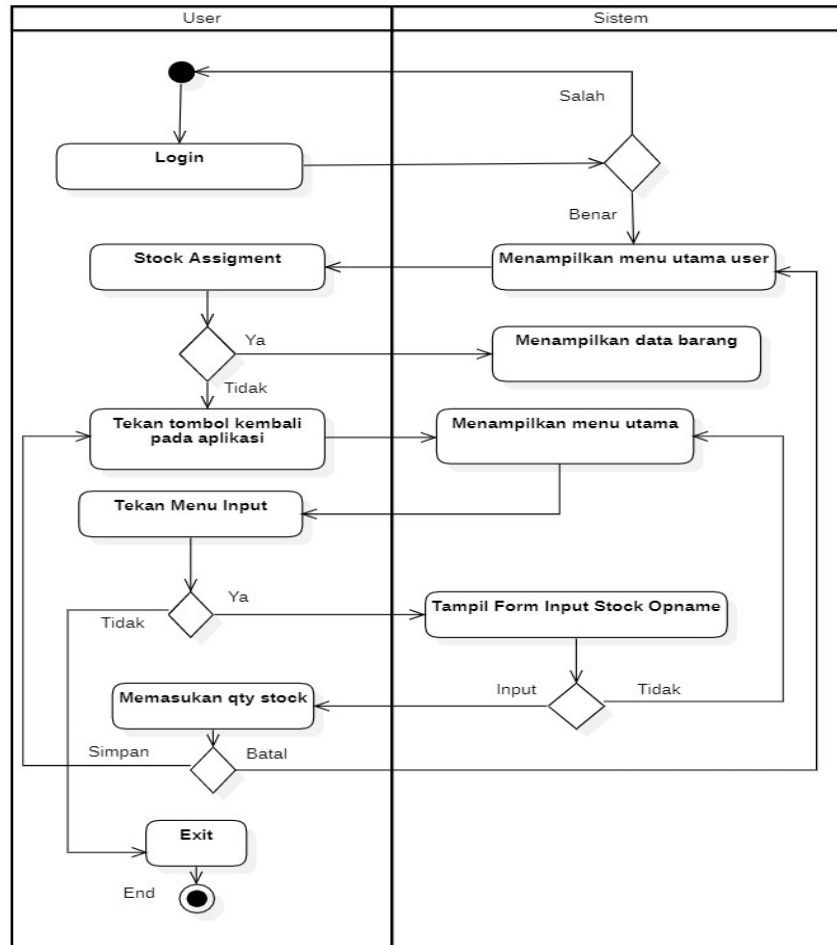 User
Sistem
Salah
Login
Benar
Stock Assigment
Menampilkan menu utama user
Ya
Menampilkan data barang
Tidak
Tekan tombol kembali
pada aplikasi
Menampilkan menu utama
Tekan Menu Input
Ya
Tidak
Tampil Form Input Stock Opname
Input
Tidak
Memasukan qty stock
Simpan
Batal
Exit
End